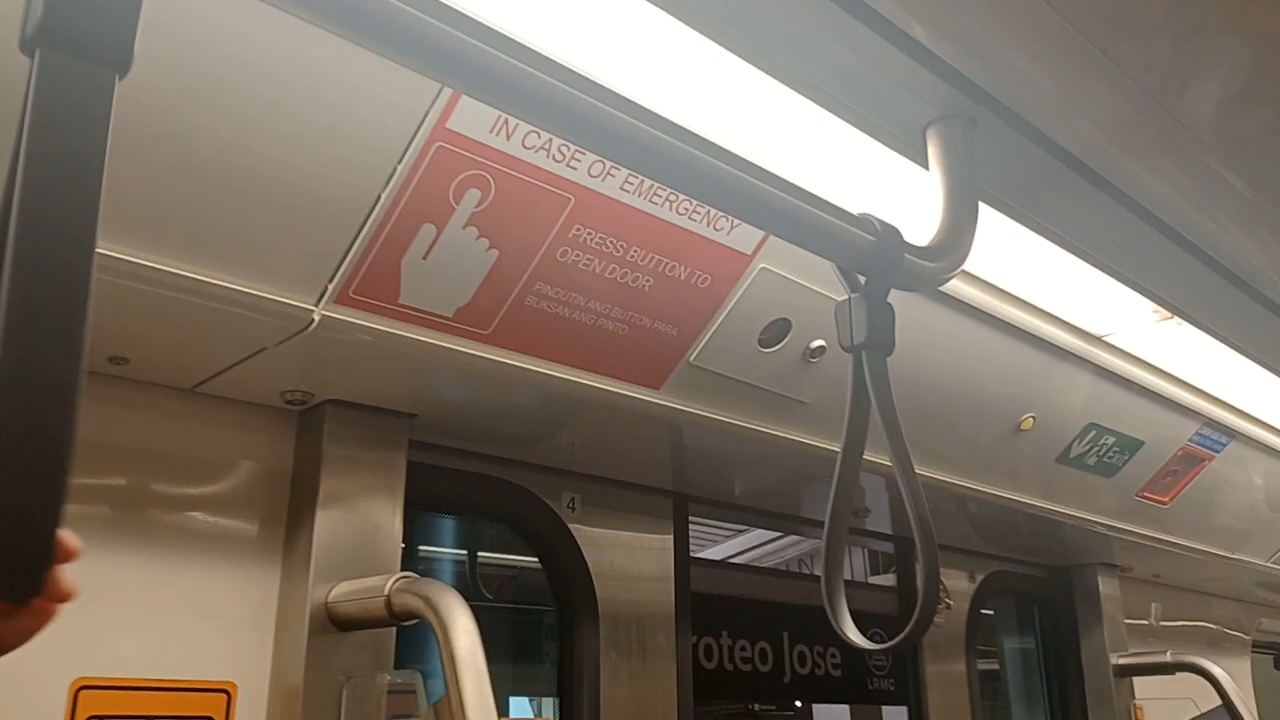 IN CASE OF EMERGENCY
PRESS BUTTON TO
OPEN DOOR
PINDUTIN ANG BUTTON PARA
BUKSAN ANG PINTO
Exit
4
roteo Jose
LRMC